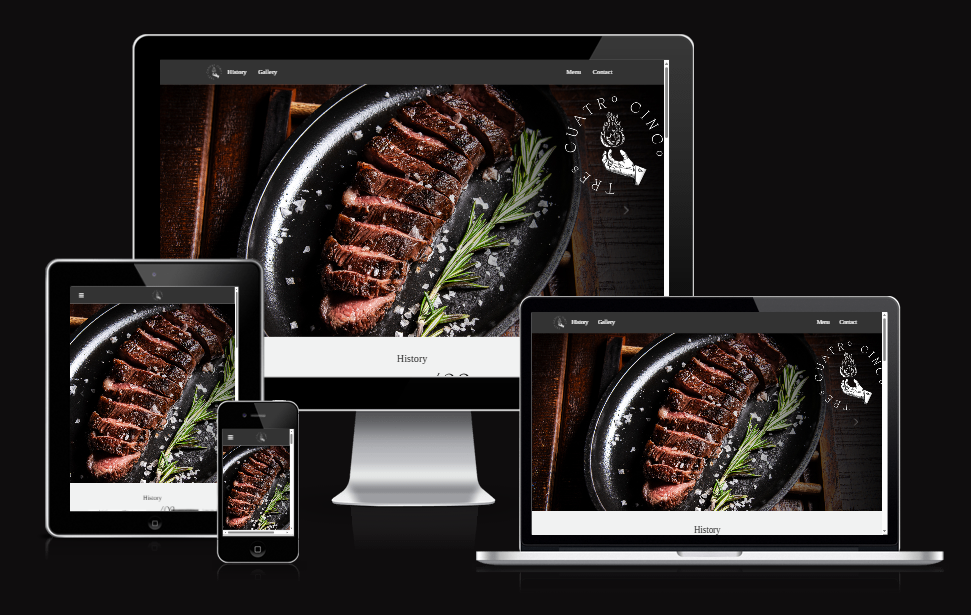 History Gallery Menu Contact
TRES CUATRO CINCO
History
History
History Gallery Menu Contact
TRES CUATRO CINCO
History